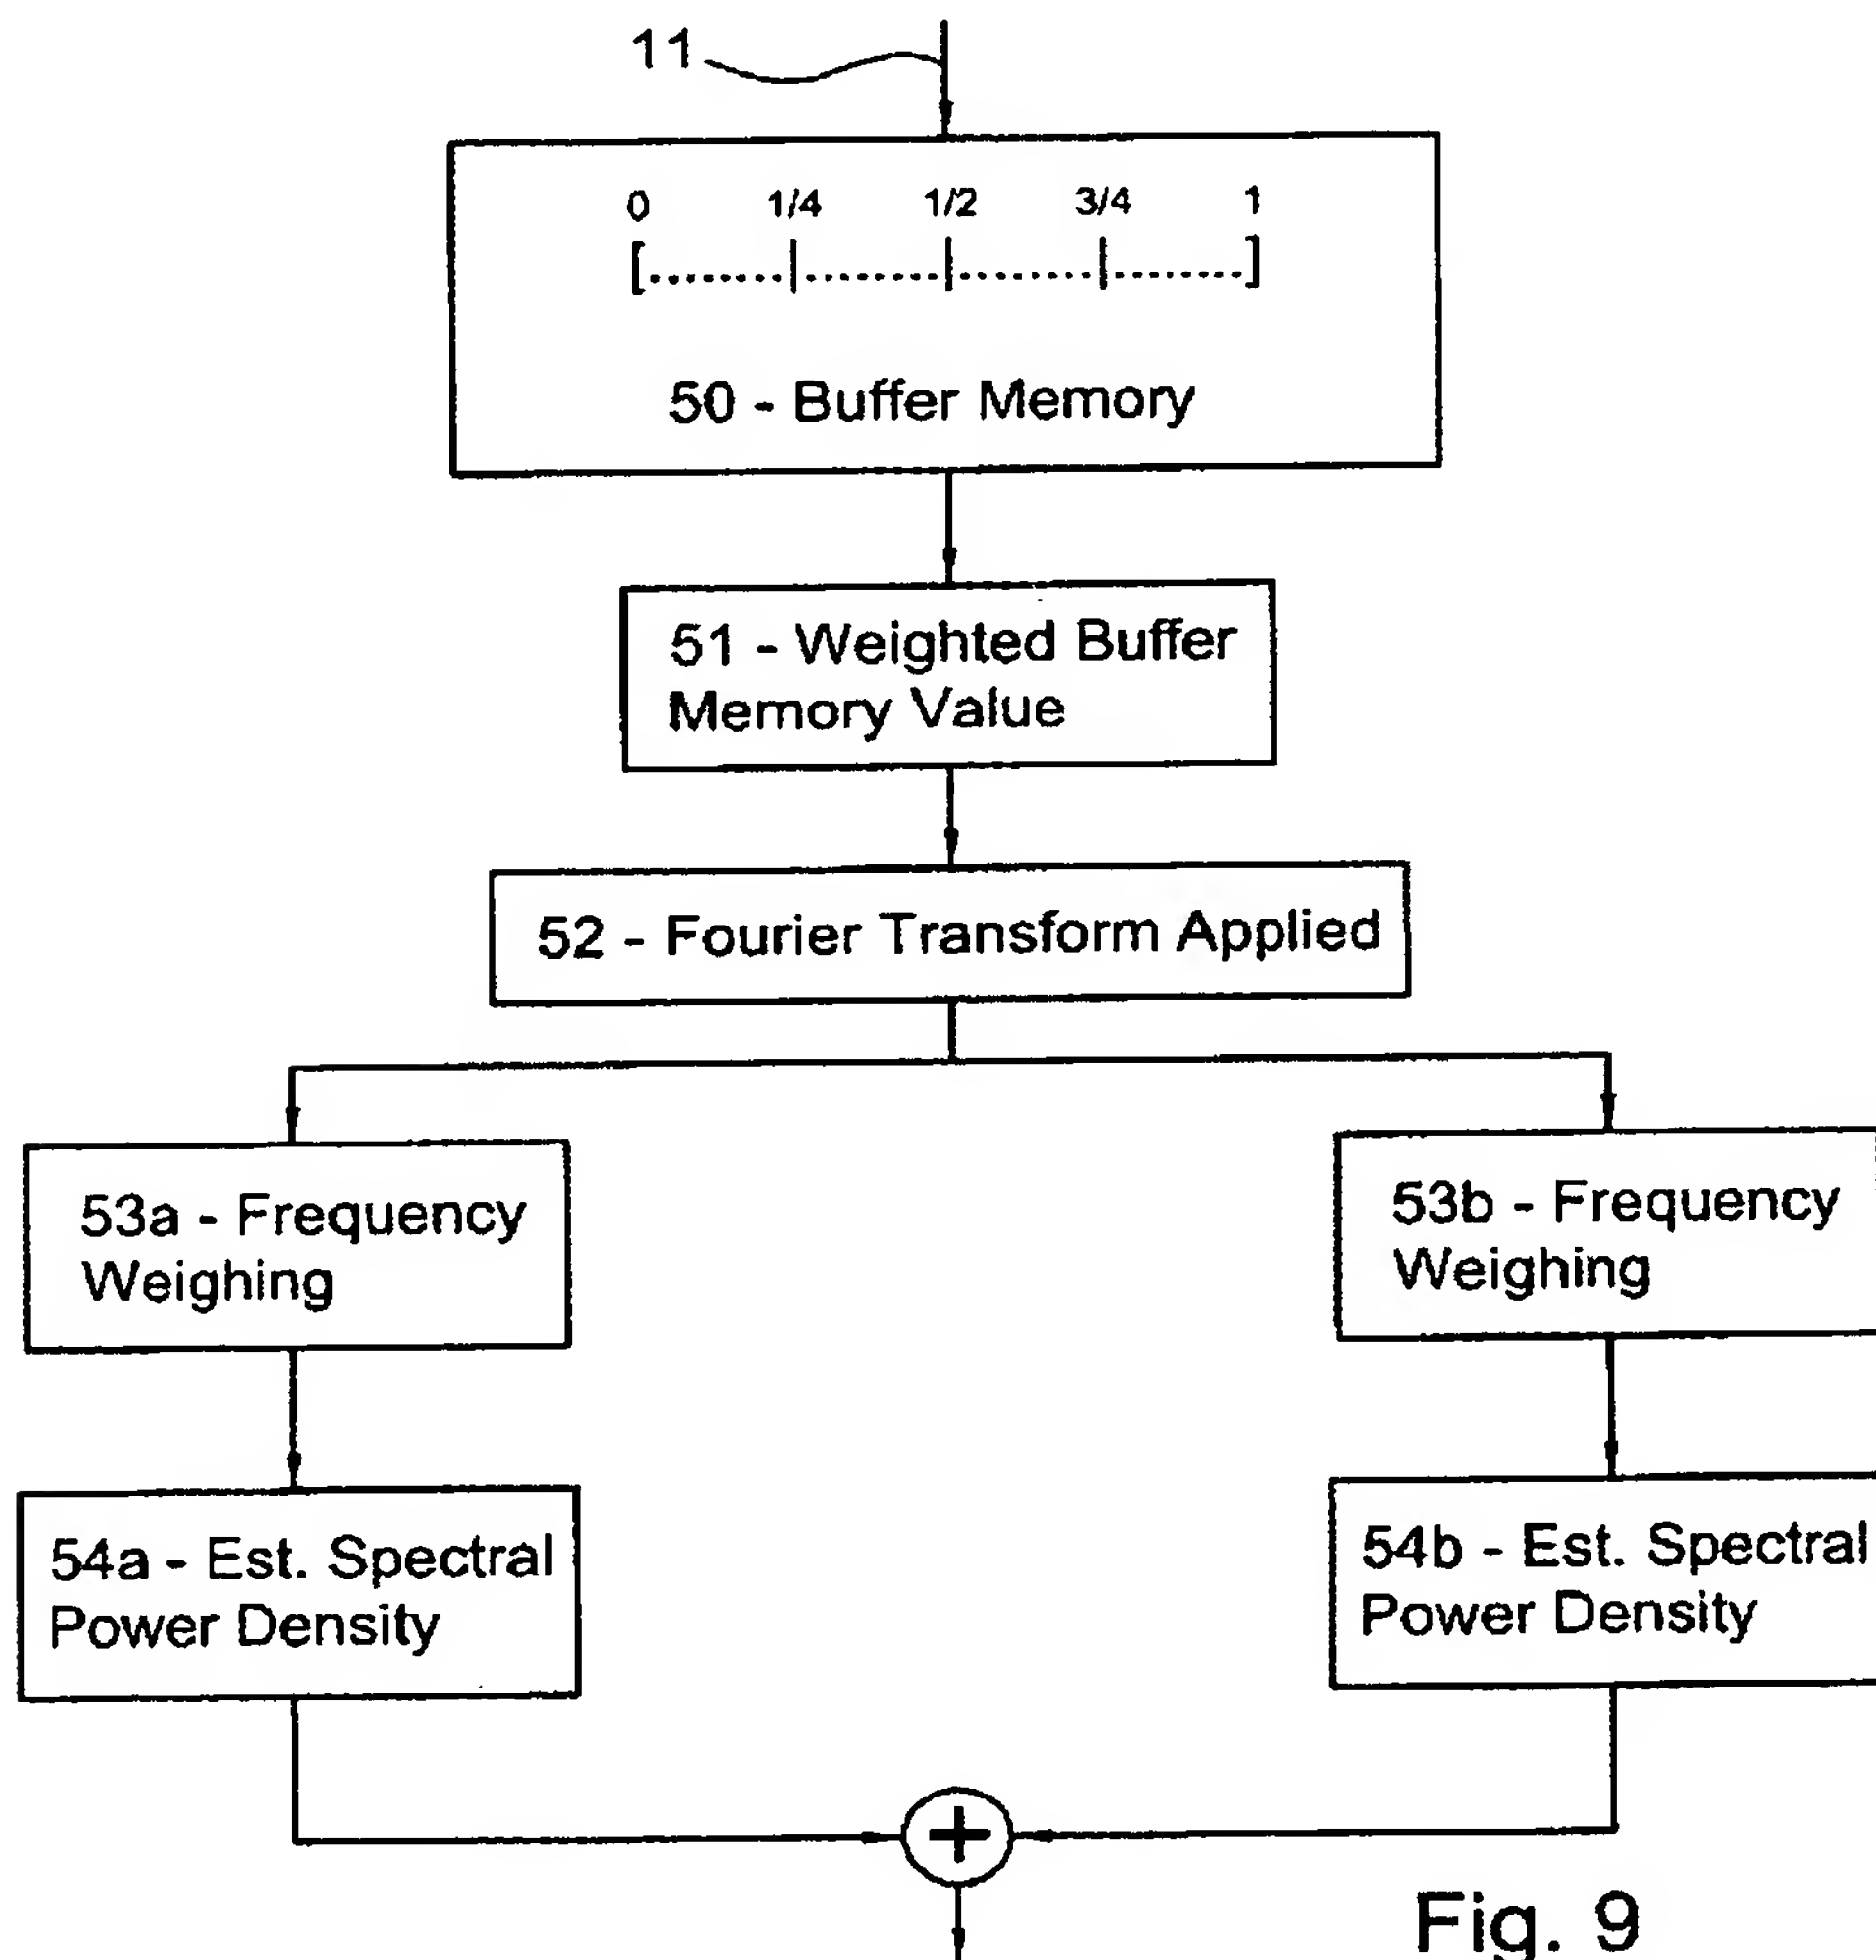 11
0 1/4 1/2 3/4 1
50 - Buffer Memory
51 - Weighted Buffer
Memory Value
52 - Fourier Transform Applied
53a - Frequency
Weighing
53b - Frequency
Weighing
54a - Est. Spectral
Power Density
54b - Est. Spectral
Power Density
+
Fig. 9